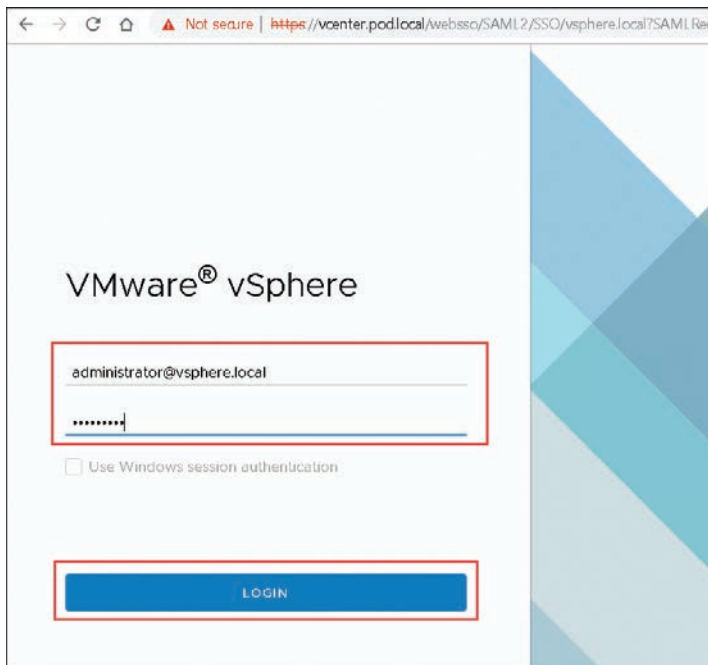 Not secure | https://vcenter.pod.local/websso/SAML2/SSO/vsphere.local?SAMLRe
VMware® vSphere
administrator@vsphere.local
•••••••••
Use Windows session authentication
LOGIN